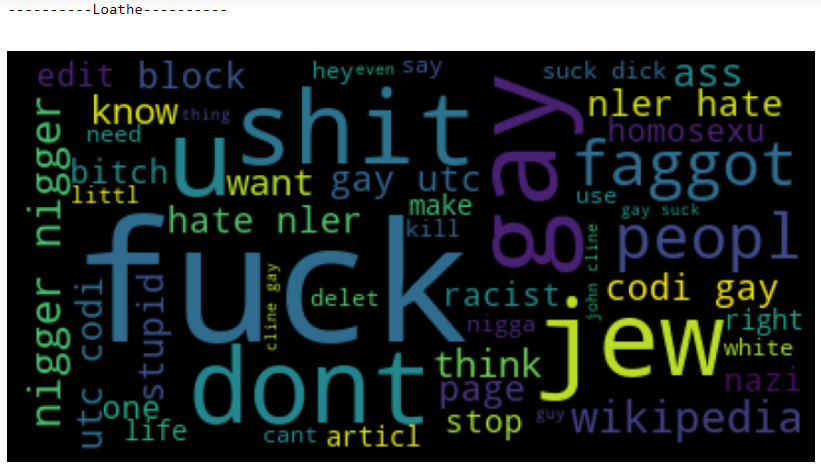 ----------Loathe----------
edit block hey even say suck dick ass
know thing shit gay nler hate
need u homosexu
nigger nigger bitch want gay utc faggot
littl make use
hate nler kill gay suck
fuck peopl
utc codi stupid cline gay delet racist john cline codi gay
nigga jew right
dont think white
page nazi
one stop guy wikipedia
life cant articl